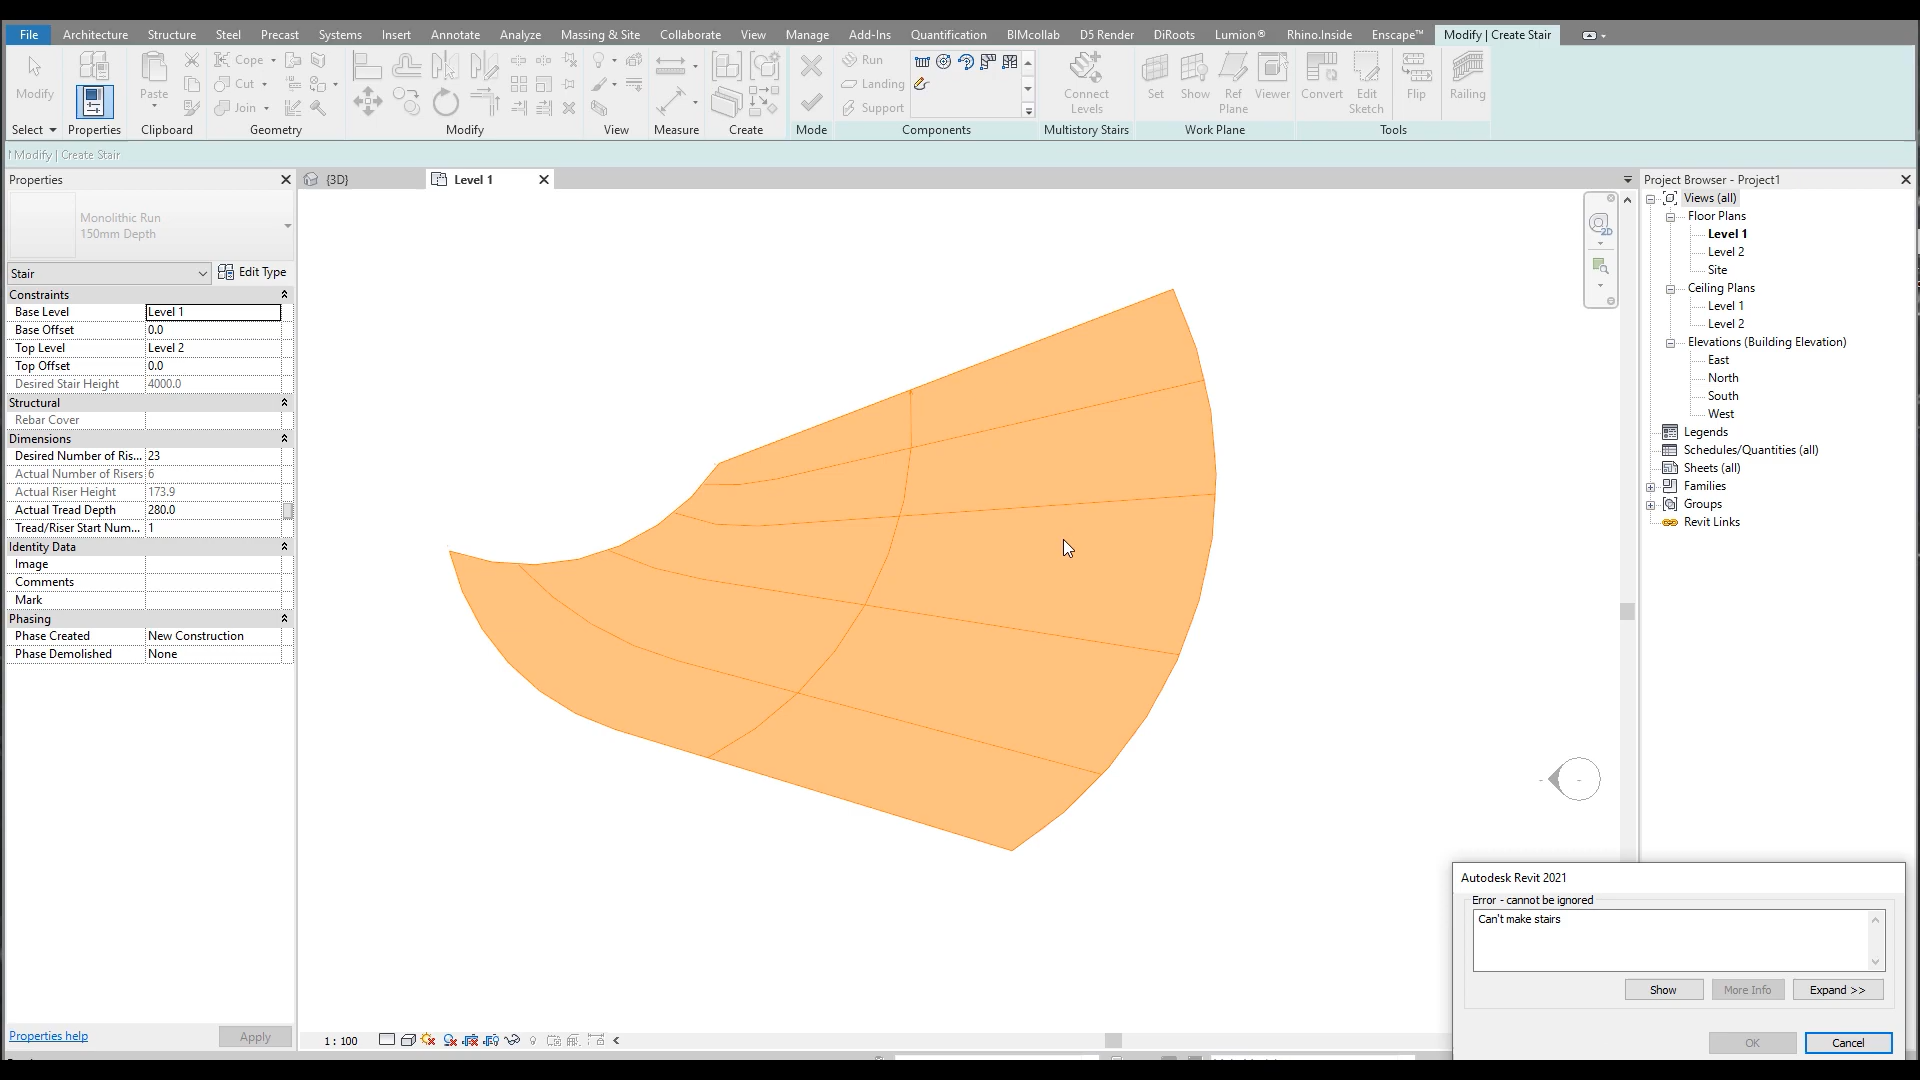 File Architecture Structure Steel Precast Systems Insert Annotate Analyze Massing & Site Collaborate View Manage Add-Ins Quantification BIMcollab D5 Render DiRoots Lumion® Rhino.Inside Enscape™ Modify | Create Stair
Modify
Paste
Cope
Cut
Join
Run
Landing
Support
Connect Levels
Set
Show
Ref Plane
Viewer
Convert
Edit Sketch
Flip
Railing
Select Properties Clipboard Geometry Modify View Measure Create Mode Components Multistory Stairs Work Plane Tools
Modify | Create Stair
Properties
{3D}
Level 1
Project Browser - Project1
Monolithic Run
150mm Depth
Stair
Edit Type
Constraints
Base Level Level 1
Base Offset 0.0
Top Level Level 2
Top Offset 0.0
Desired Stair Height 4000.0
Structural
Rebar Cover
Dimensions
Desired Number of Ris... 23
Actual Number of Risers 6
Actual Riser Height 173.9
Actual Tread Depth 280.0
Tread/Riser Start Num... 1
Identity Data
Image
Comments
Mark
Phasing
Phase Created New Construction
Phase Demolished None
Properties help
Apply
2D
Views (all)
Floor Plans
Level 1
Level 2
Site
Ceiling Plans
Level 1
Level 2
Elevations (Building Elevation)
East
North
South
West
Legends
Schedules/Quantities (all)
Sheets (all)
Families
Groups
Revit Links
1 : 100
Autodesk Revit 2021
Error - cannot be ignored
Can't make stairs
Show
More Info
Expand >>
OK
Cancel